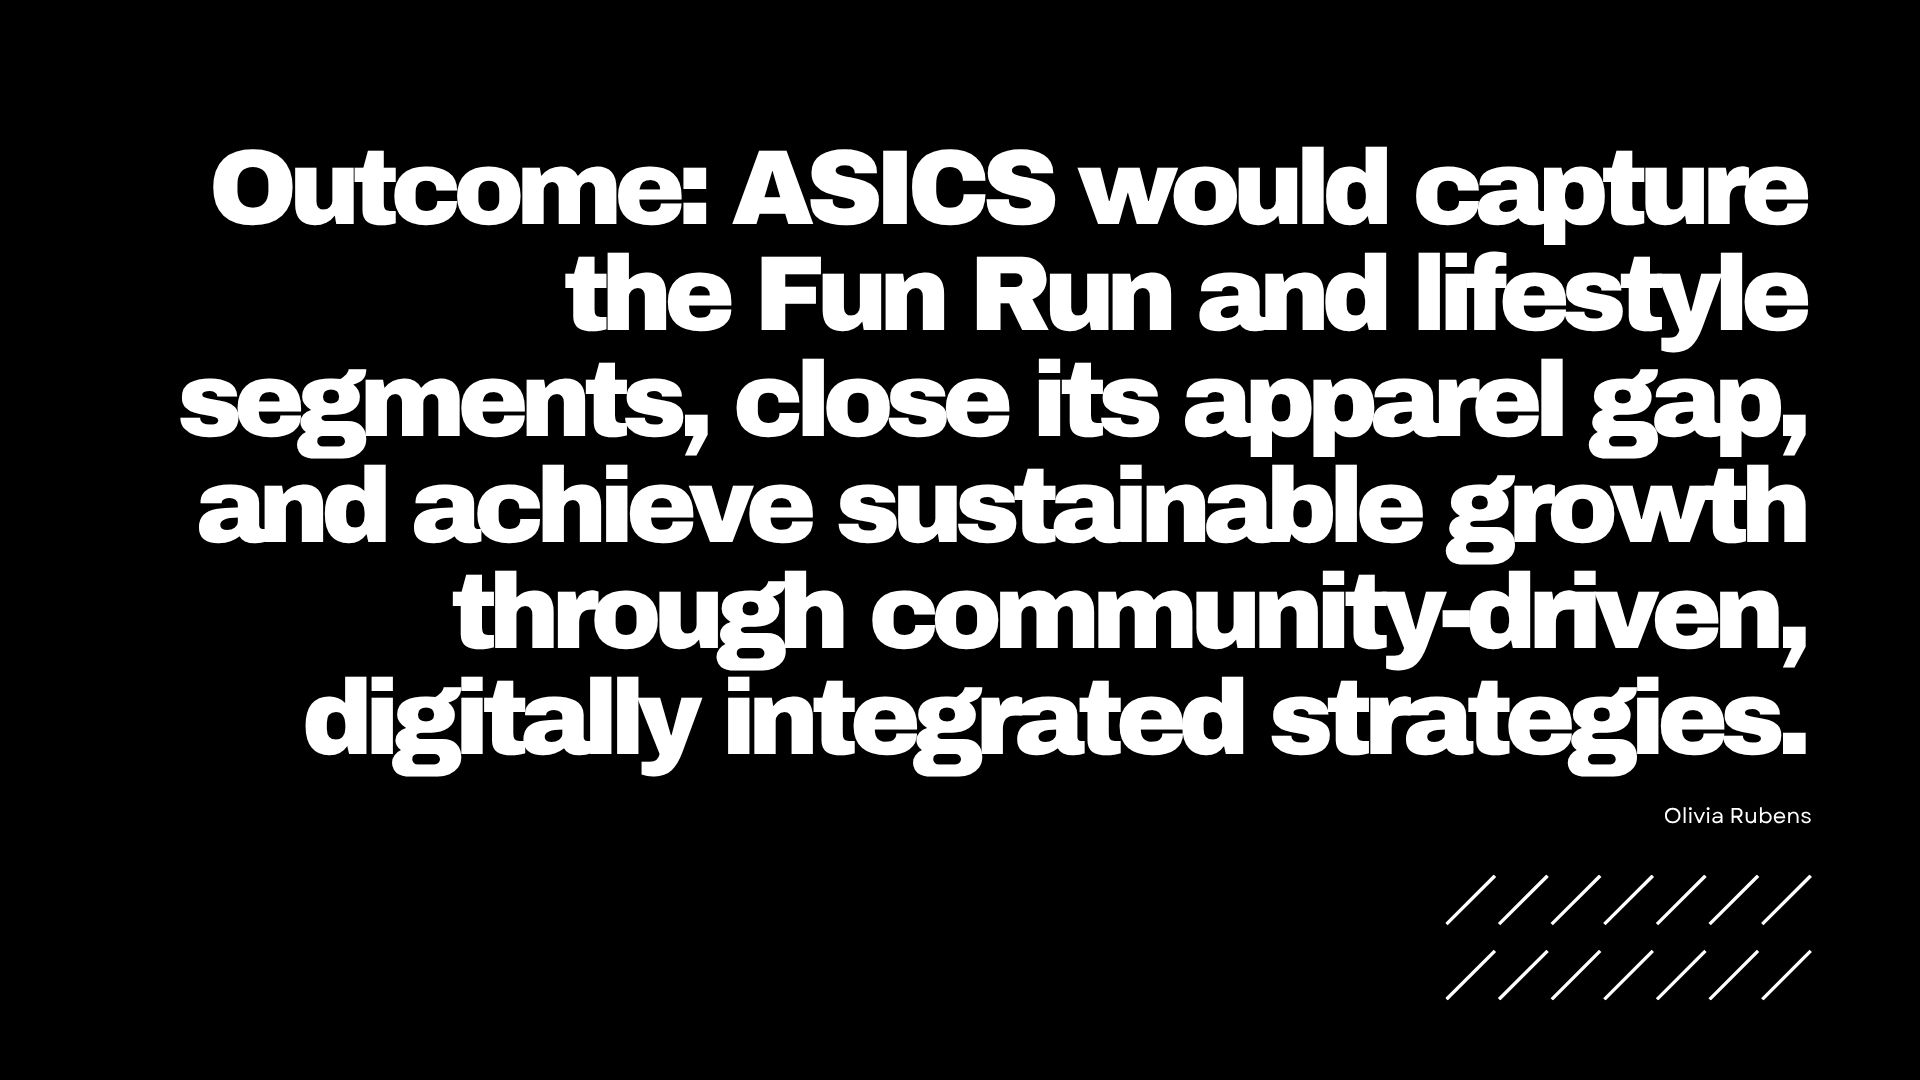 Outcome: ASICS would capture
the Fun Run and lifestyle
segments, close its apparel gap,
and achieve sustainable growth
through community-driven,
digitally integrated strategies.
Olivia Rubens